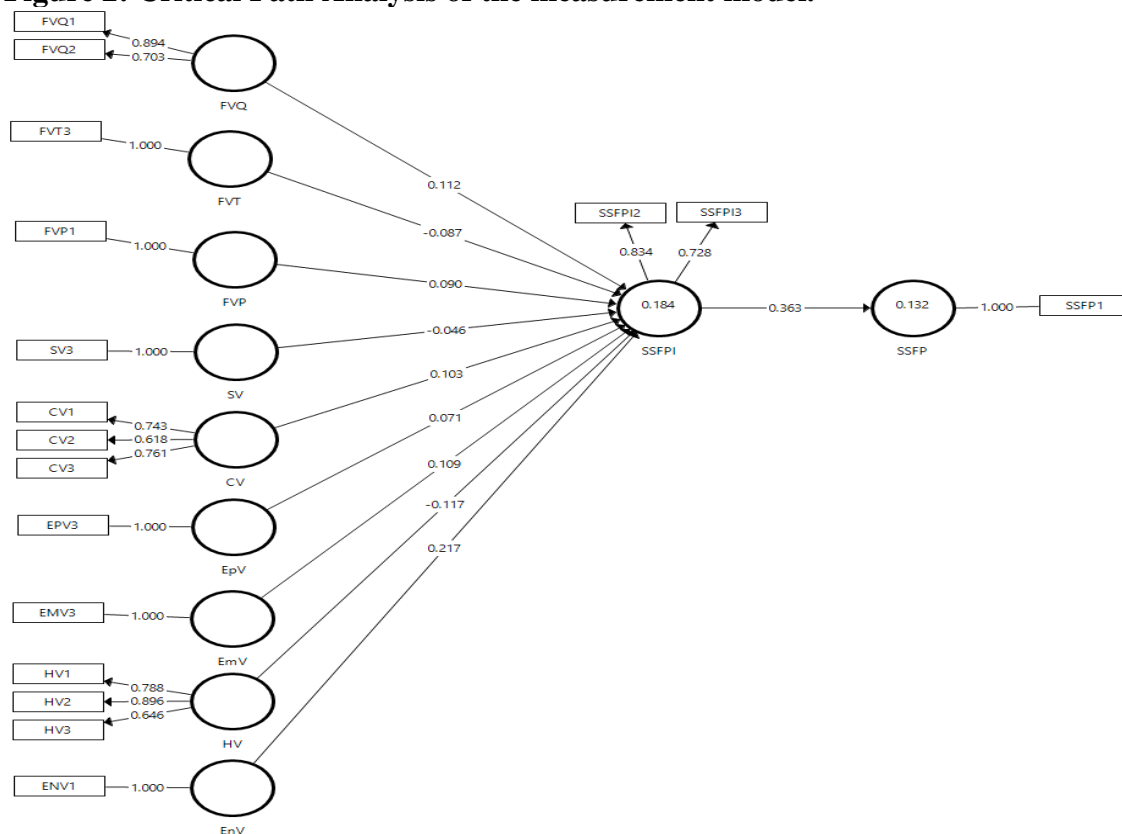 Figure 2: Critical Path Analysis of the measurement model.
FVQ1
0.894
FVQ2
0.703
FVQ
FVT3
1.000
FVT
0.112
SSFPI2
SSFPI3
FVP1
1.000
FVP
-0.087
0.834
0.728
0.090
0.184
0.363
0.132
1.000
SSFP1
SSFPI
SSFP
SV3
1.000
SV
-0.046
0.103
CV1
0.743
CV2
0.618
CV3
0.761
CV
0.071
0.109
EPV3
1.000
EpV
-0.117
0.217
EMV3
1.000
EmV
HV1
0.788
HV2
0.896
HV3
0.646
HV
ENV1
1.000
EnV